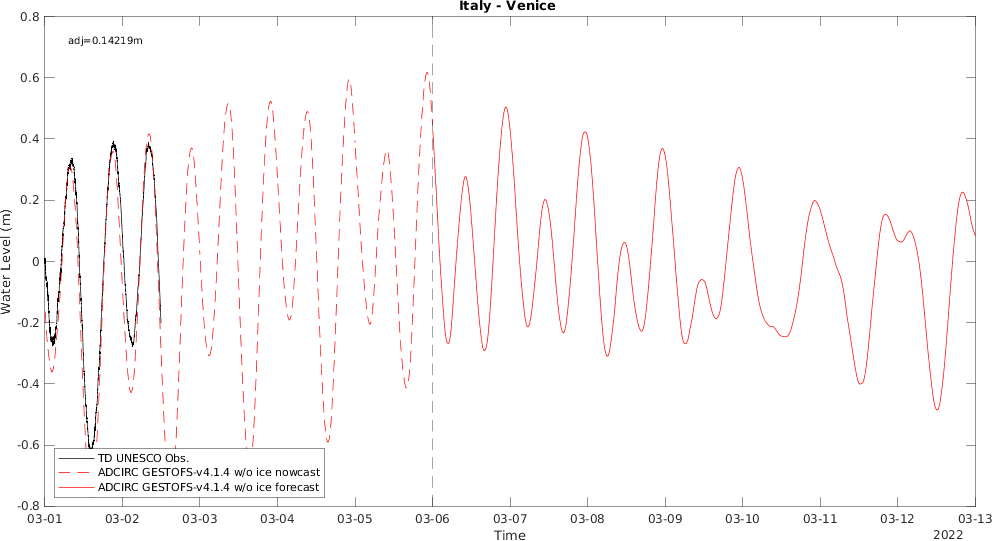 Italy - Venice
adj=0.14219m
Water Level (m)
0.8
0.6
0.4
0.2
0
-0.2
-0.4
-0.6
-0.8
TD UNESCO Obs.
ADCIRC GESTOFS-v4.1.4 w/o ice nowcast
ADCIRC GESTOFS-v4.1.4 w/o ice forecast
03-01 03-02 03-03 03-04 03-05 03-06 03-07 03-08 03-09 03-10 03-11 03-12 03-13
Time
2022